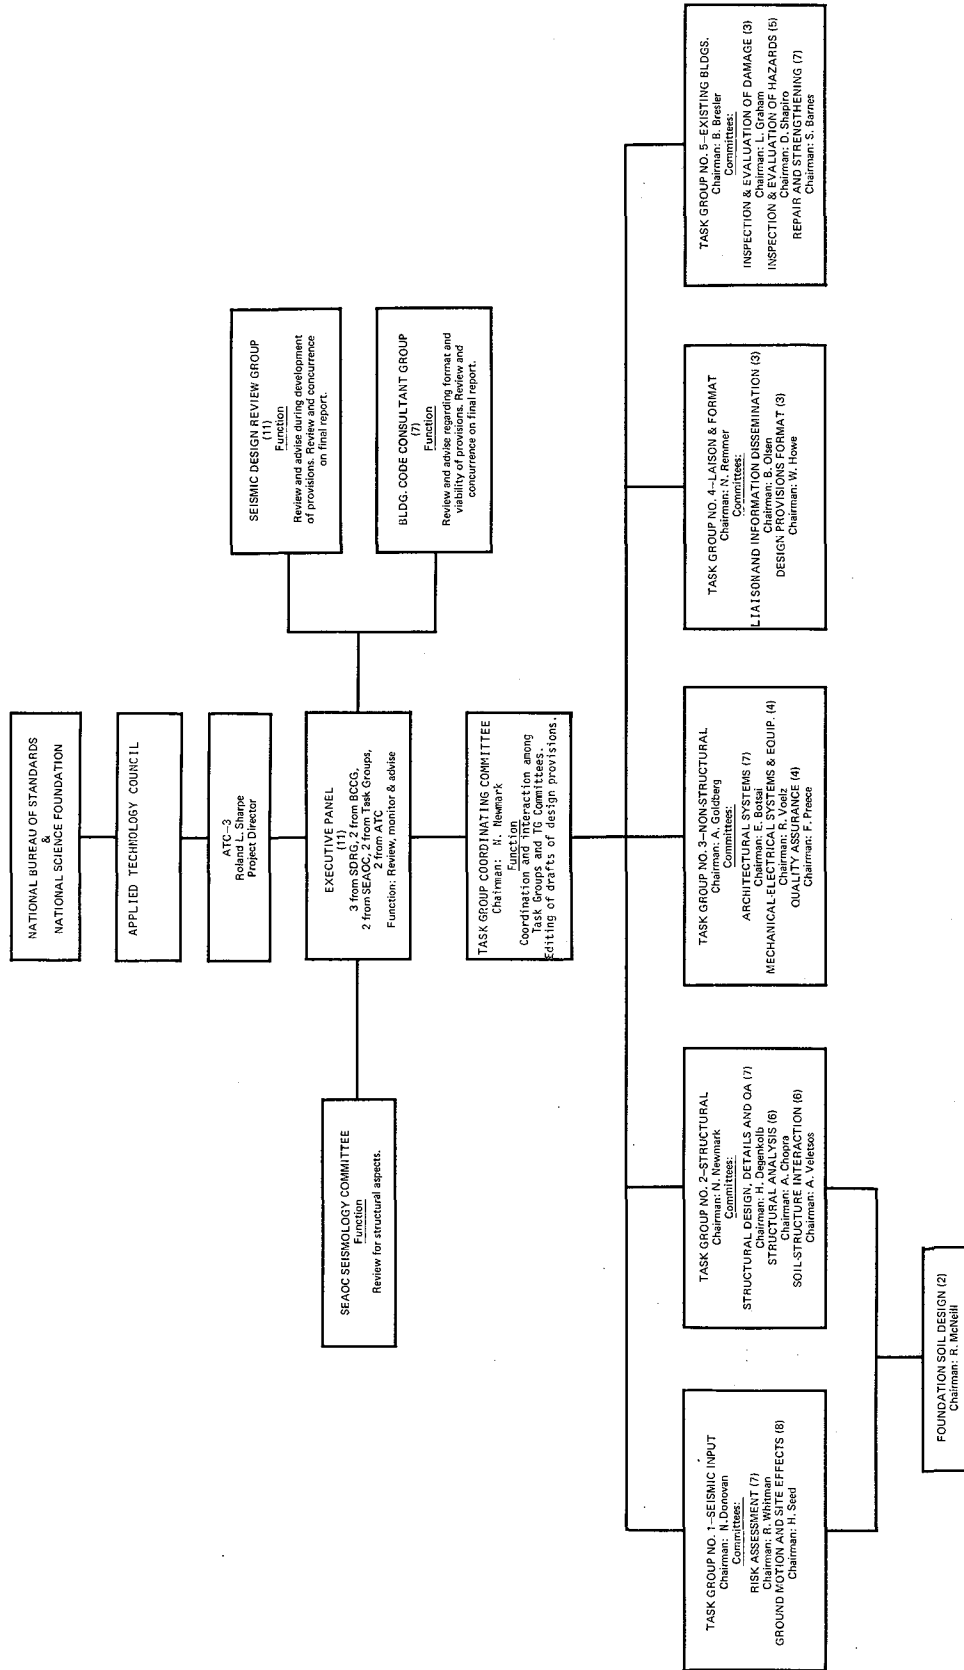 NATIONAL BUREAU OF STANDARDS
&
NATIONAL SCIENCE FOUNDATION
APPLIED TECHNOLOGY COUNCIL
ATC-3
Roland L. Sharpe
Project Director
EXECUTIVE PANEL
(11)
3 from SDRG, 2 from BCCG,
2 from SEAOC, 2 from Task Groups,
2 from ATC
Function: Review, monitor & advise
SEAOC SEISMOLOGY COMMITTEE
Function
Review for structural aspects.
SEISMIC DESIGN REVIEW GROUP
(11)
Function
Review and advise during development
of provisions. Review and concurrence
on final report.
BLDG. CODE CONSULTANT GROUP
(7)
Function
Review and advise regarding format and
viability of provisions. Review and
concurrence on final report.
TASK GROUP COORDINATING COMMITTEE
Chairman: N. Newmark
Function
Coordination and interaction among
Task Groups and TG Committees.
Editing of drafts of design provisions.
TASK GROUP NO. 1—SEISMIC INPUT
Chairman: N. Donovan
Committees:
RISK ASSESSMENT (7)
Chairman: R. Whitman
GROUND MOTION AND SITE EFFECTS (8)
Chairman: H. Seed
TASK GROUP NO. 2—STRUCTURAL
Chairman: N. Newmark
Committees:
STRUCTURAL DESIGN, DETAILS AND QA (7)
Chairman: H. Degenkolb
STRUCTURAL ANALYSIS (6)
Chairman: A. Chopra
SOIL-STRUCTURE INTERACTION (6)
Chairman: A. Veletsos
TASK GROUP NO. 3—NON-STRUCTURAL
Chairman: A. Goldberg
Committees:
ARCHITECTURAL SYSTEMS (7)
Chairman: E. Botsai
MECHANICAL-ELECTRICAL SYSTEMS & EQUIP. (4)
Chairman: R. Voelz
QUALITY ASSURANCE (4)
Chairman: F. Preece
TASK GROUP NO. 4—LAISON & FORMAT
Chairman: N. Remmer
Committees:
LIAISON AND INFORMATION DISSEMINATION (3)
Chairman: B. Olsen
DESIGN PROVISIONS FORMAT (3)
Chairman: W. Howe
TASK GROUP NO. 5—EXISTING BLDGS.
Chairman: B. Bresler
Committees:
INSPECTION & EVALUATION OF DAMAGE (3)
Chairman: L. Graham
INSPECTION & EVALUATION OF HAZARDS (5)
Chairman: D. Shapiro
REPAIR AND STRENGTHENING (7)
Chairman: S. Barnes
FOUNDATION SOIL DESIGN (2)
Chairman: R. McNeill